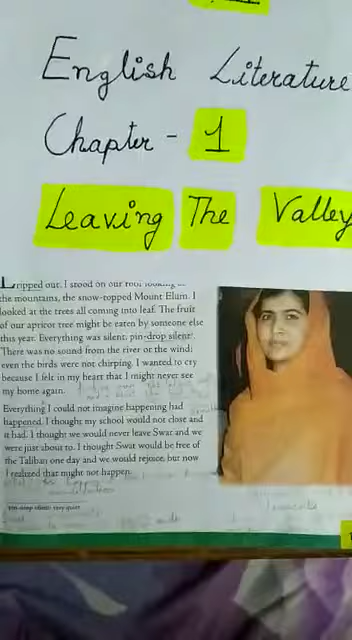 English Literature
Chapter - 1
Leaving The Valley
I tripped out. I stood on our roof looking
the mountains, the snow-topped Mount Elum. I
looked at the trees all coming into leaf. The fruit
of our apricot tree might be eaten by someone else
this year. Everything was silent, pin-drop silent.
There was no sound from the river or the wind;
even the birds were not chirping. I wanted to cry
because I felt in my heart that I might never see
my home again.
Everything I could not imagine happening had
happened. I thought my school would not close and
it had. I thought we would never leave Swat and we
were just about to. I thought Swat would be free of
the Taliban one day and we would rejoice, but now
I realized that might not happen.
pin-drop silent: very quiet
1